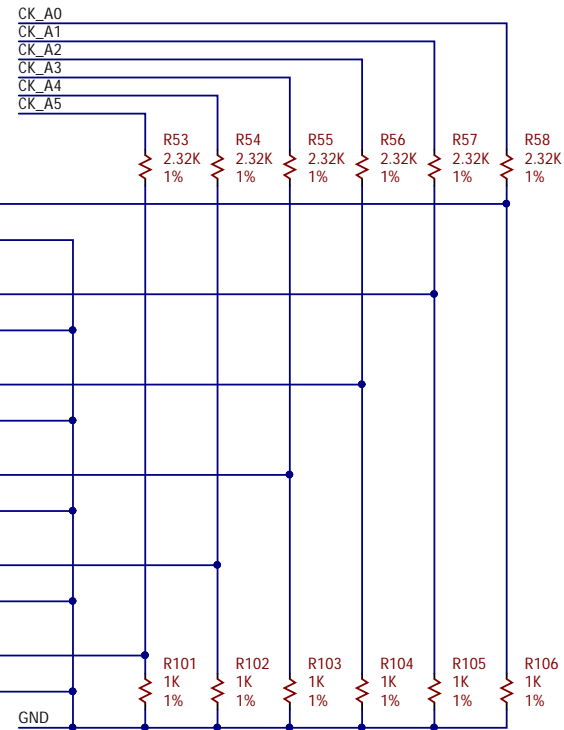 CK_A0
CK_A1
CK_A2
CK_A3
CK_A4
CK_A5
R53 R54 R55 R56 R57 R58
2.32K 2.32K 2.32K 2.32K 2.32K 2.32K
1% 1% 1% 1% 1% 1%
R101 R102 R103 R104 R105 R106
1K 1K 1K 1K 1K 1K
1% 1% 1% 1% 1% 1%
GND